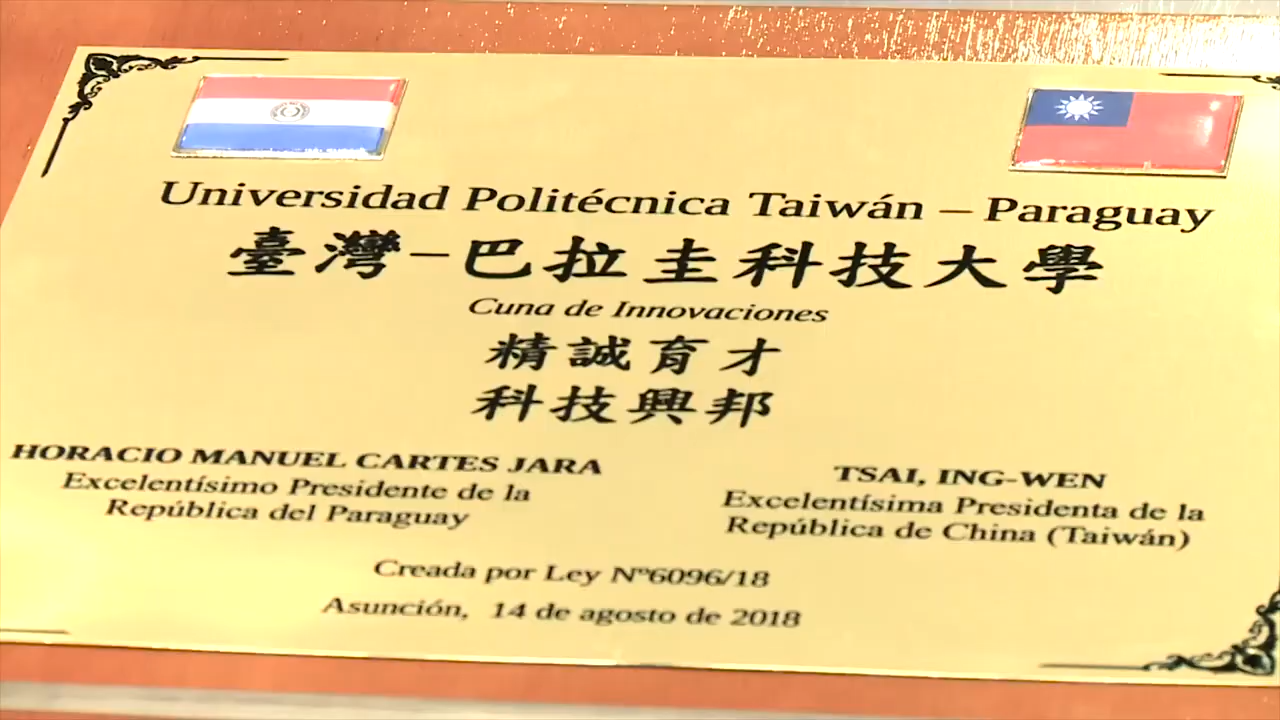 Universidad Politécnica Taiwán – Paraguay
臺灣–巴拉圭科技大學
Cuna de Innovaciones
精誠育才
科技興邦
HORACIO MANUEL CARTES JARA
Excelentísimo Presidente de la
República del Paraguay
TSAI, ING-WEN
Excelentísima Presidenta de la
República de China (Taiwán)
Creada por Ley Nº6096/18
Asunción, 14 de agosto de 2018